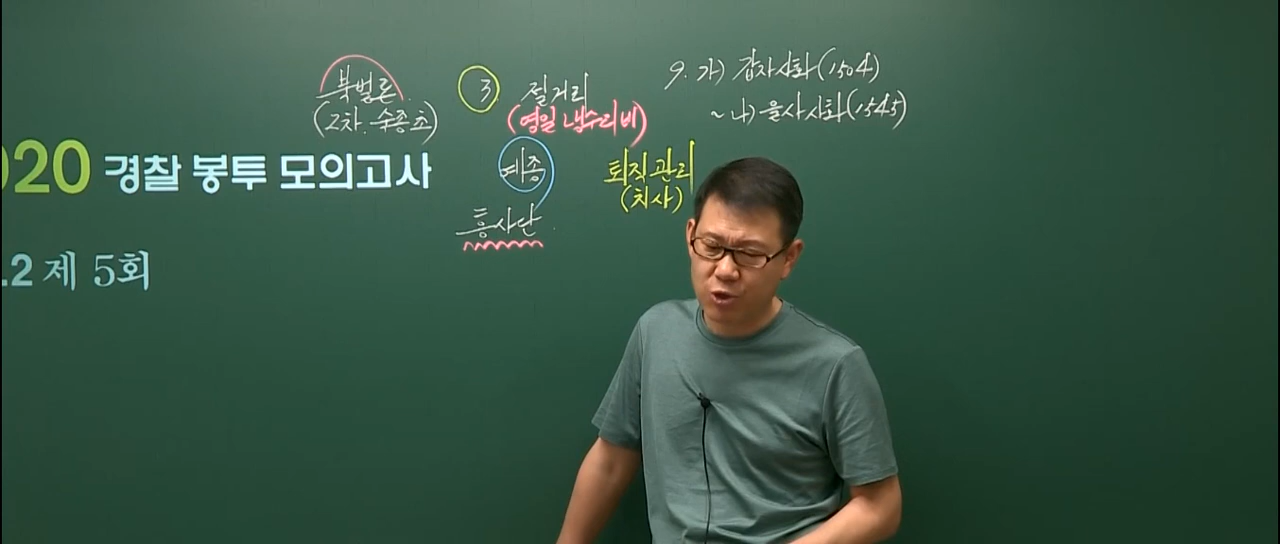 북벌론
(2차. 숙종초)
3. 절거리
(영일 냉수리비)
예종
흥사단
퇴직관리
(치사)
9. 가) 갑자사화(1504)
~ 나) 을사사화(1545)
020 경찰 봉투 모의고사
.2 제 5회